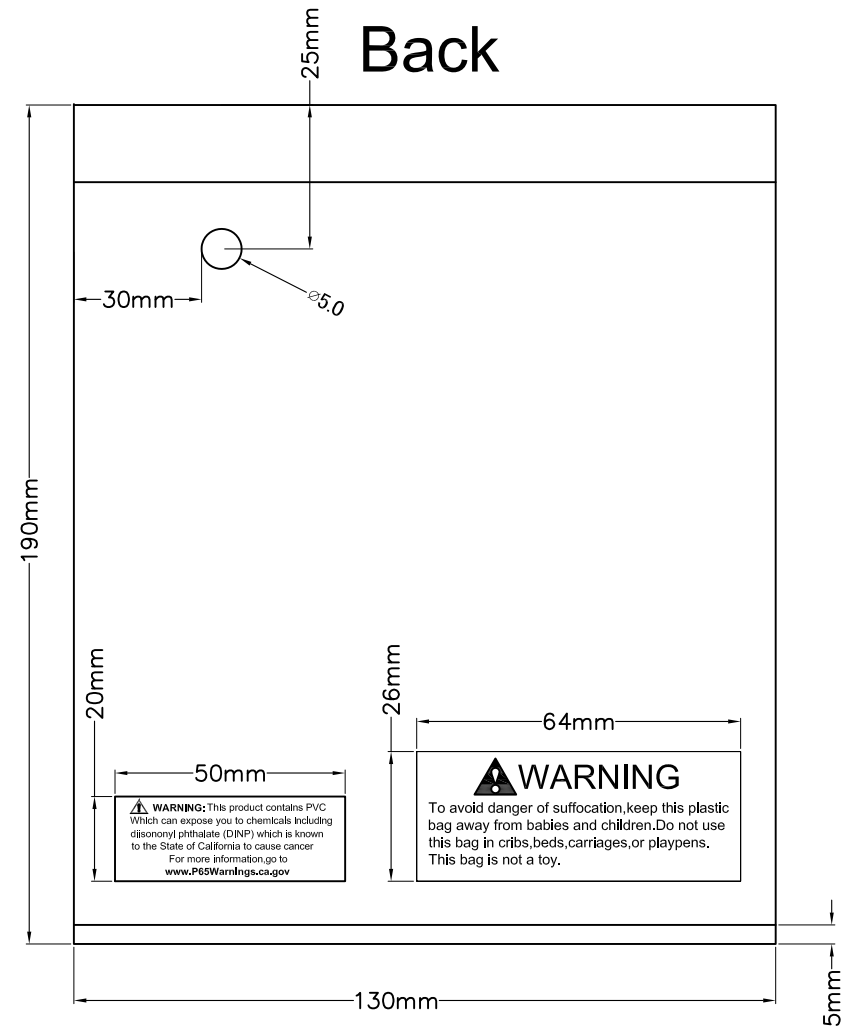 Back
25mm
30mm
⌀5.0
190mm
20mm
50mm
26mm
64mm
WARNING: This product contains PVC
Which can expose you to chemicals including
diisononyl phthalate (DINP) which is known
to the State of California to cause cancer
For more information,go to
www.P65Warnings.ca.gov
WARNING
To avoid danger of suffocation,keep this plastic
bag away from babies and children.Do not use
this bag in cribs,beds,carriages,or playpens.
This bag is not a toy.
130mm
5mm